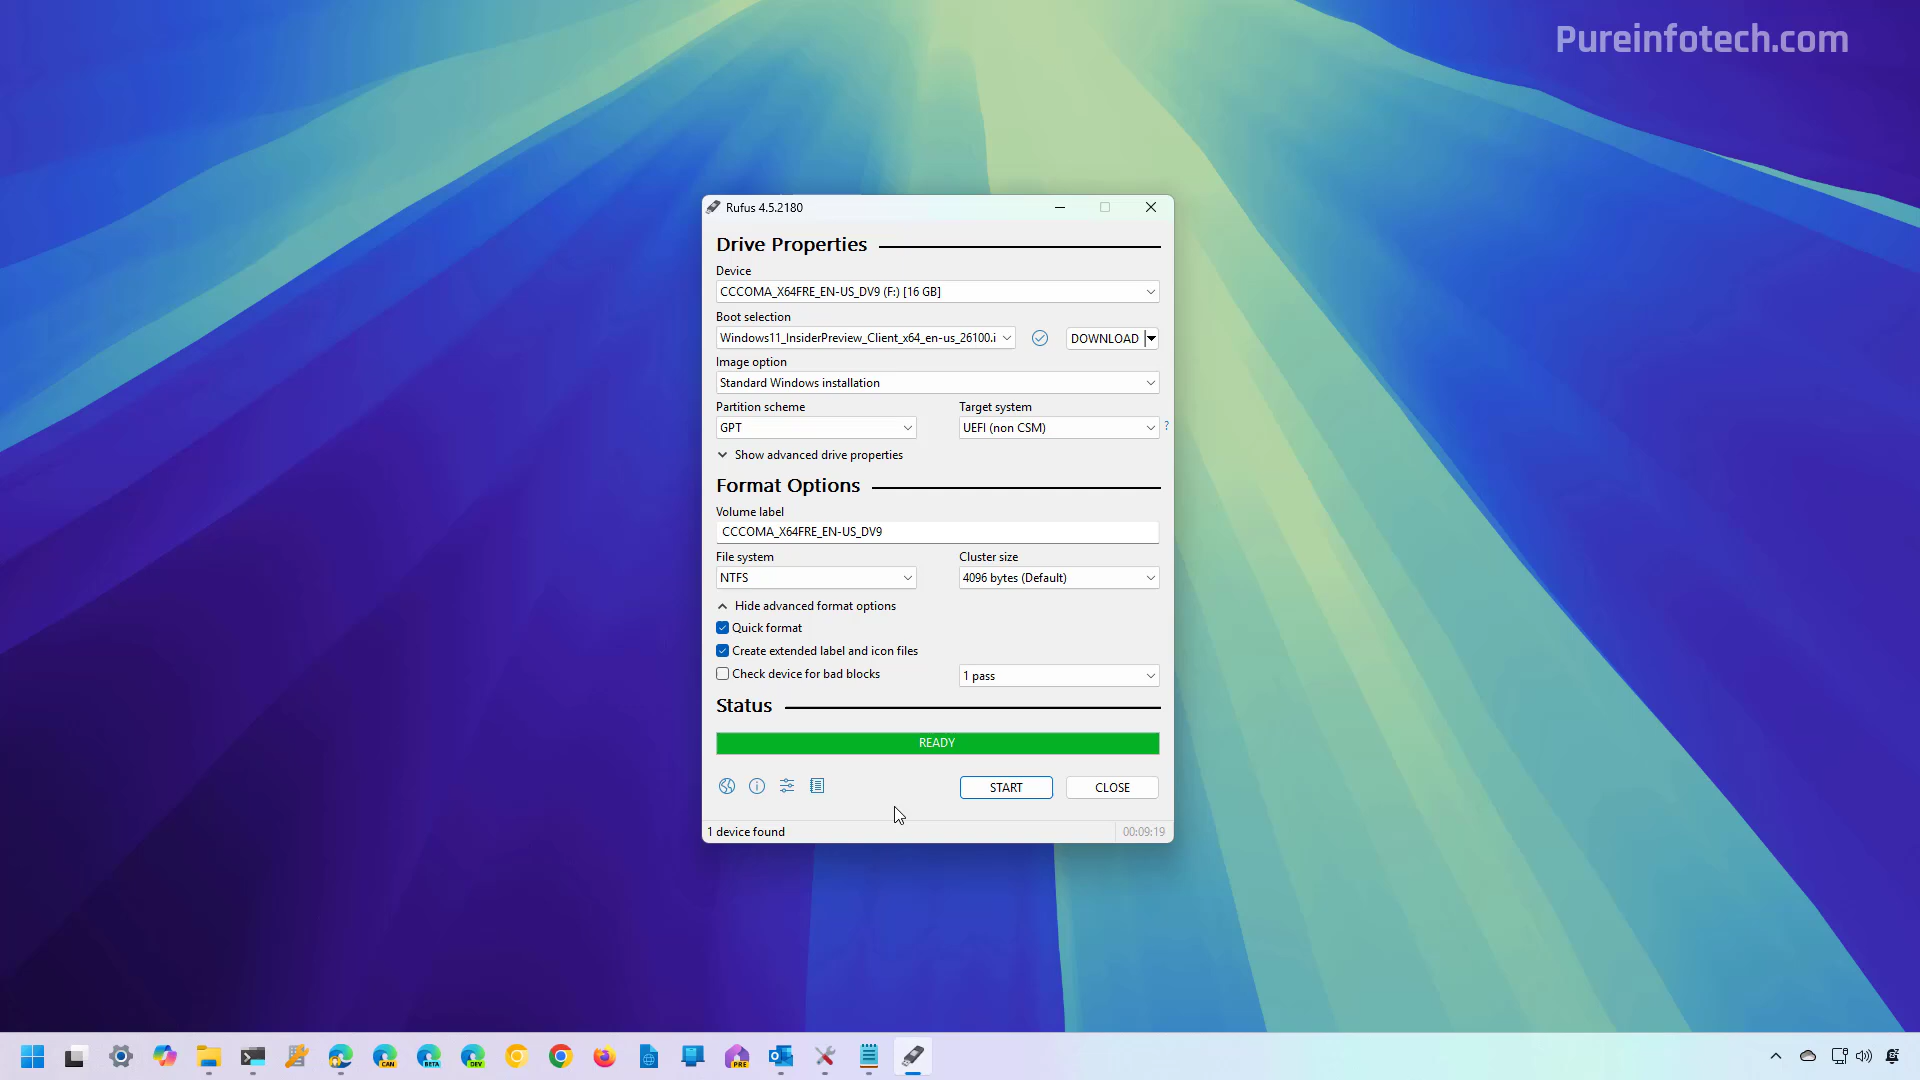 Pureinfotech.com
Rufus 4.5.2180
Drive Properties
Device
CCCOMA_X64FRE_EN-US_DV9 (F:) [16 GB]
Boot selection
Windows11_InsiderPreview_Client_x64_en-us_26100.i
DOWNLOAD
Image option
Standard Windows installation
Partition scheme
Target system
GPT
UEFI (non CSM)
?
Show advanced drive properties
Format Options
Volume label
CCCOMA_X64FRE_EN-US_DV9
File system
Cluster size
NTFS
4096 bytes (Default)
Hide advanced format options
Quick format
Create extended label and icon files
Check device for bad blocks
1 pass
Status
READY
START
CLOSE
1 device found
00:09:19
CAN
BETA
DEV
PRE